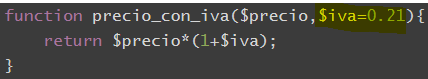 function precio_con_iva($precio,$iva=0.21){
    return $precio*(1+$iva);
}